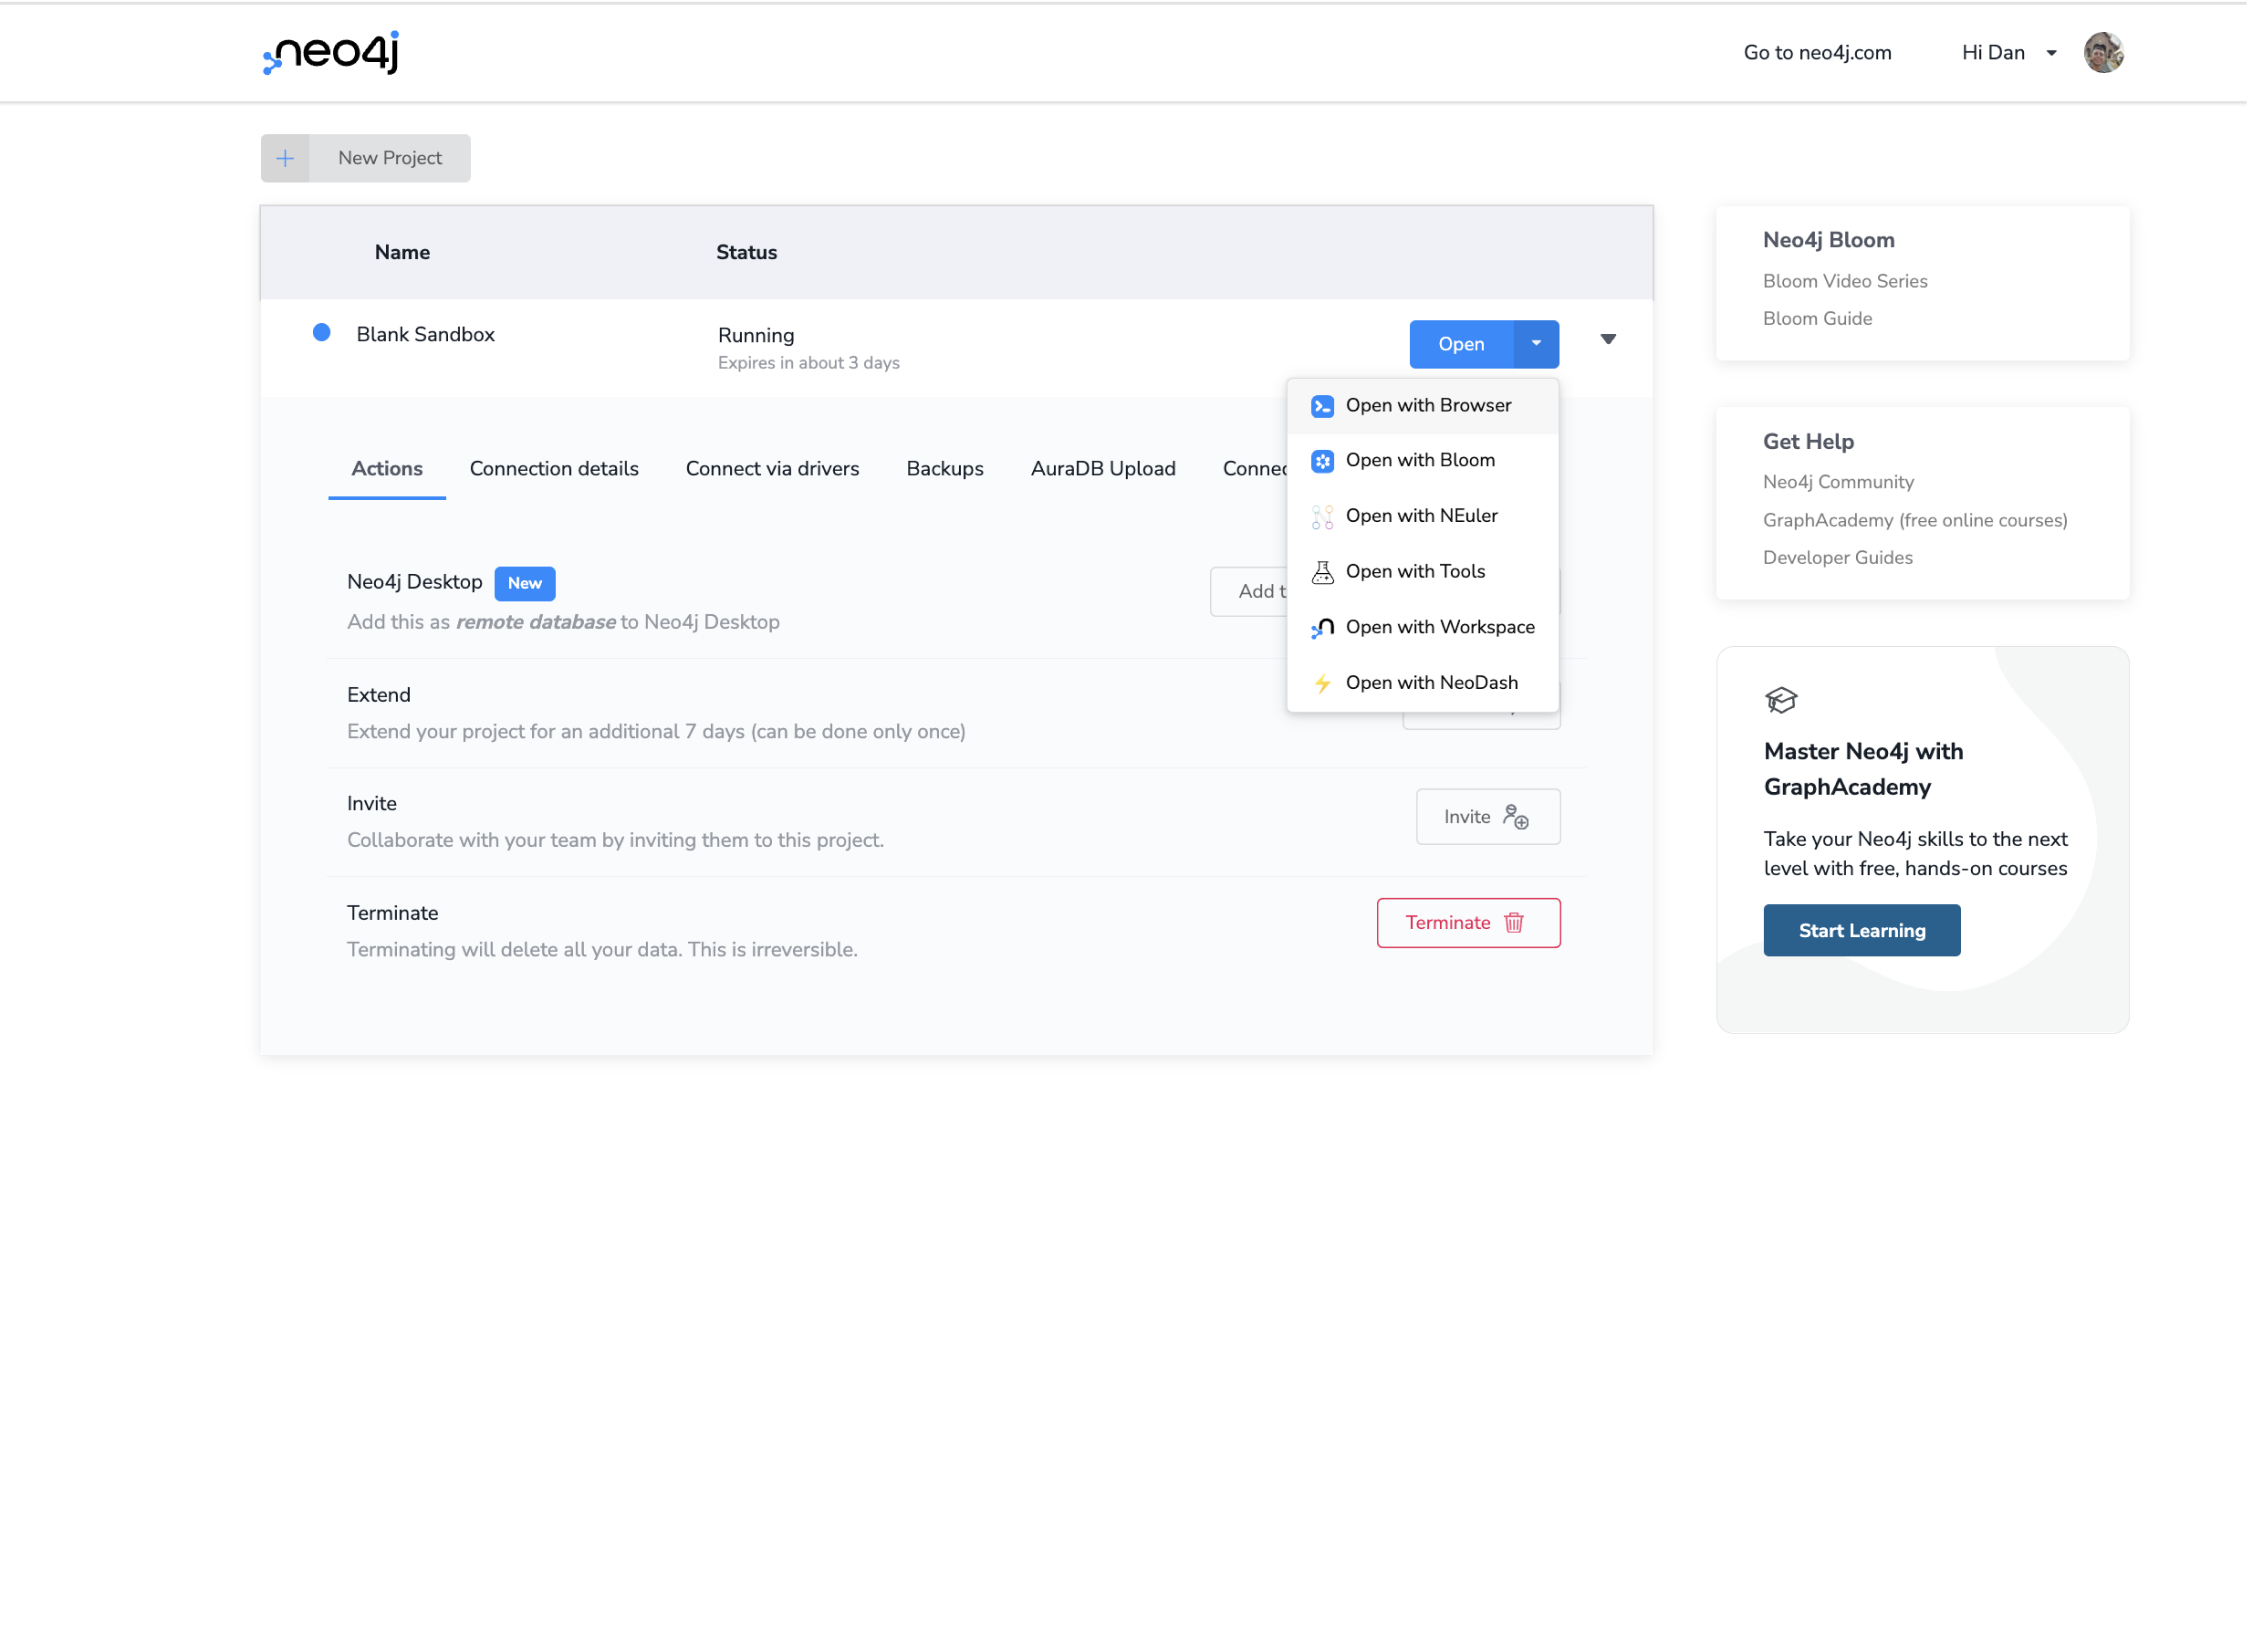 neo4j
Go to neo4j.com
Hi Dan
New Project
Name
Status
Blank Sandbox
Running
Expires in about 3 days
Open
Open with Browser
Open with Bloom
Open with NEuler
Open with Tools
Open with Workspace
Open with NeoDash
Actions
Connection details
Connect via drivers
Backups
AuraDB Upload
Connec
Neo4j Desktop
New
Add this as remote database to Neo4j Desktop
Add t
Extend
Extend your project for an additional 7 days (can be done only once)
Invite
Collaborate with your team by inviting them to this project.
Invite
Terminate
Terminating will delete all your data. This is irreversible.
Terminate
Neo4j Bloom
Bloom Video Series
Bloom Guide
Get Help
Neo4j Community
GraphAcademy (free online courses)
Developer Guides
Master Neo4j with
GraphAcademy
Take your Neo4j skills to the next
level with free, hands-on courses
Start Learning